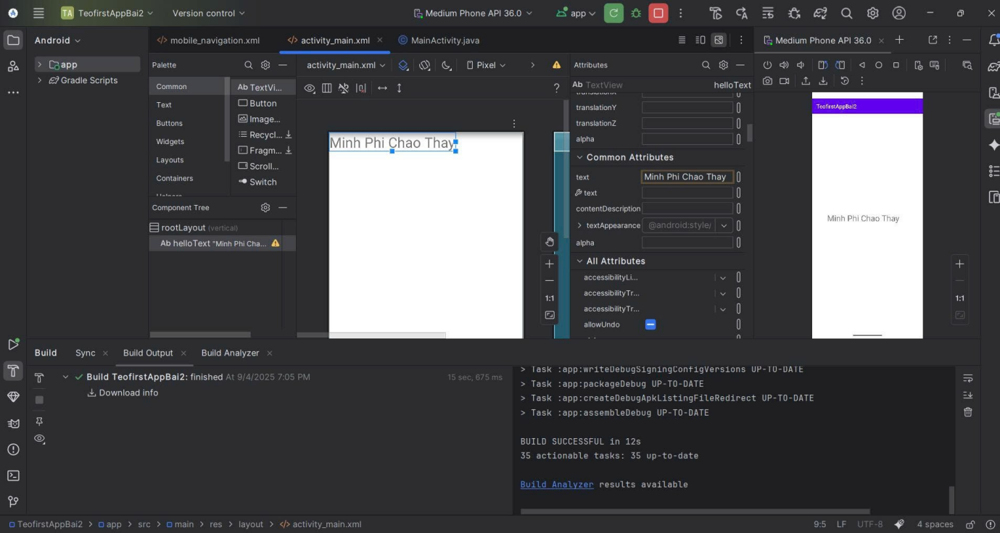 TA TeofirstAppBai2 Version control Medium Phone API 36.0 app
Android
mobile_navigation.xml activity_main.xml MainActivity.java
Medium Phone API 36.0
app
Gradle Scripts
Palette
Common
Text
Buttons
Widgets
Layouts
Containers
Helpers
Ab TextVi...
Button
Image...
Recycl...
Fragm...
Scroll...
Switch
Component Tree
rootLayout (vertical)
Ab helloText "Minh Phi Cha...
activity_main.xml Pixel
Minh Phi Chao Thay
1:1
Attributes
Ab TextView helloText
translationX
translationY
translationZ
alpha
Common Attributes
text Minh Phi Chao Thay
text
contentDescription
textAppearance @android:style/
alpha
All Attributes
accessibilityLi...
accessibilityTr...
accessibilityTr...
allowUndo
TeofirstAppBai2
Minh Phi Chao Thay
1:1
Build Sync Build Output Build Analyzer
Build TeofirstAppBai2: finished At 9/4/2025 7:05 PM 15 sec, 675 ms
Download info
> Task :app:writeDebugSigningConfigVersions UP-TO-DATE
> Task :app:packageDebug UP-TO-DATE
> Task :app:createDebugApkListingFileRedirect UP-TO-DATE
> Task :app:assembleDebug UP-TO-DATE
BUILD SUCCESSFUL in 12s
35 actionable tasks: 35 up-to-date
Build Analyzer results available
TeofirstAppBai2 > app > src > main > res > layout > activity_main.xml
9:5 LF UTF-8 4 spaces